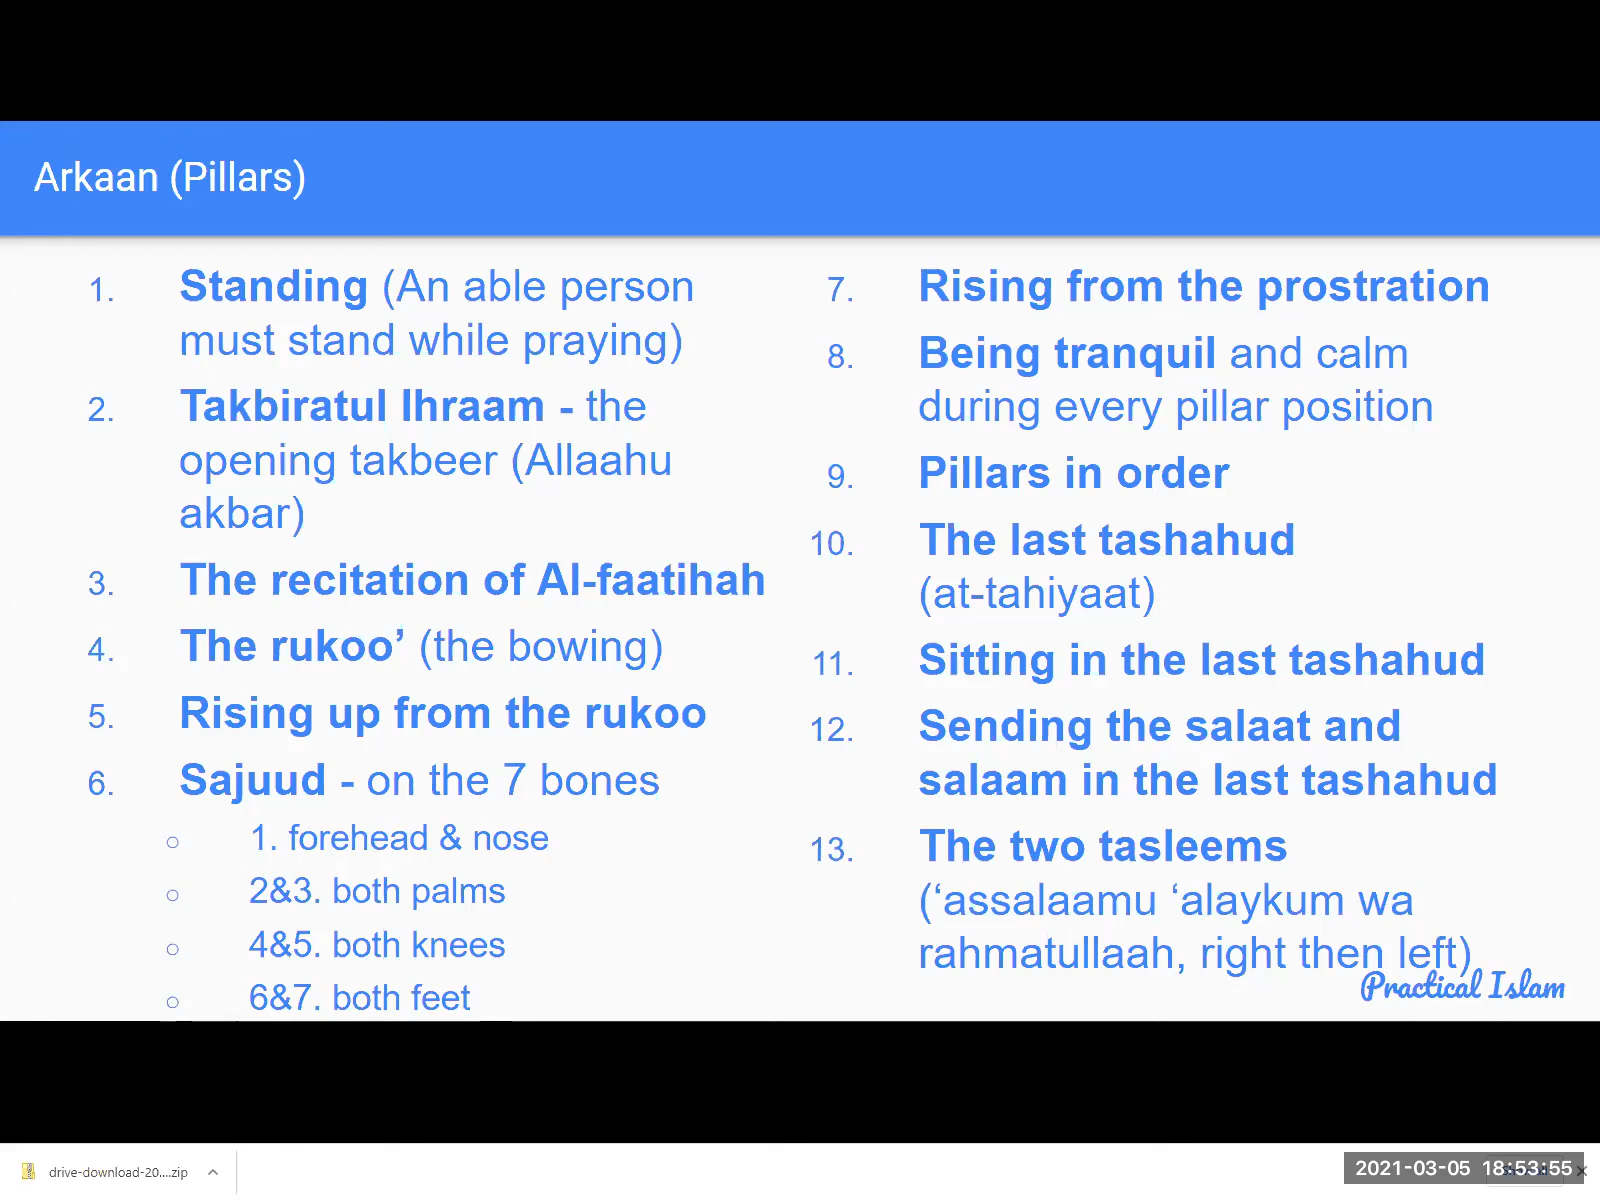 Arkaan (Pillars)
1. Standing (An able person
must stand while praying)
2. Takbiratul Ihraam - the
opening takbeer (Allaahu
akbar)
3. The recitation of Al-faatihah
4. The rukoo’ (the bowing)
5. Rising up from the rukoo
6. Sajuud - on the 7 bones
○ 1. forehead & nose
○ 2&3. both palms
○ 4&5. both knees
○ 6&7. both feet
7. Rising from the prostration
8. Being tranquil and calm
during every pillar position
9. Pillars in order
10. The last tashahud
(at-tahiyaat)
11. Sitting in the last tashahud
12. Sending the salaat and
salaam in the last tashahud
13. The two tasleems
(‘assalaamu ‘alaykum wa
rahmatullaah, right then left)
Practical Islam
drive-download-20....zip
2021-03-05 18:53:55